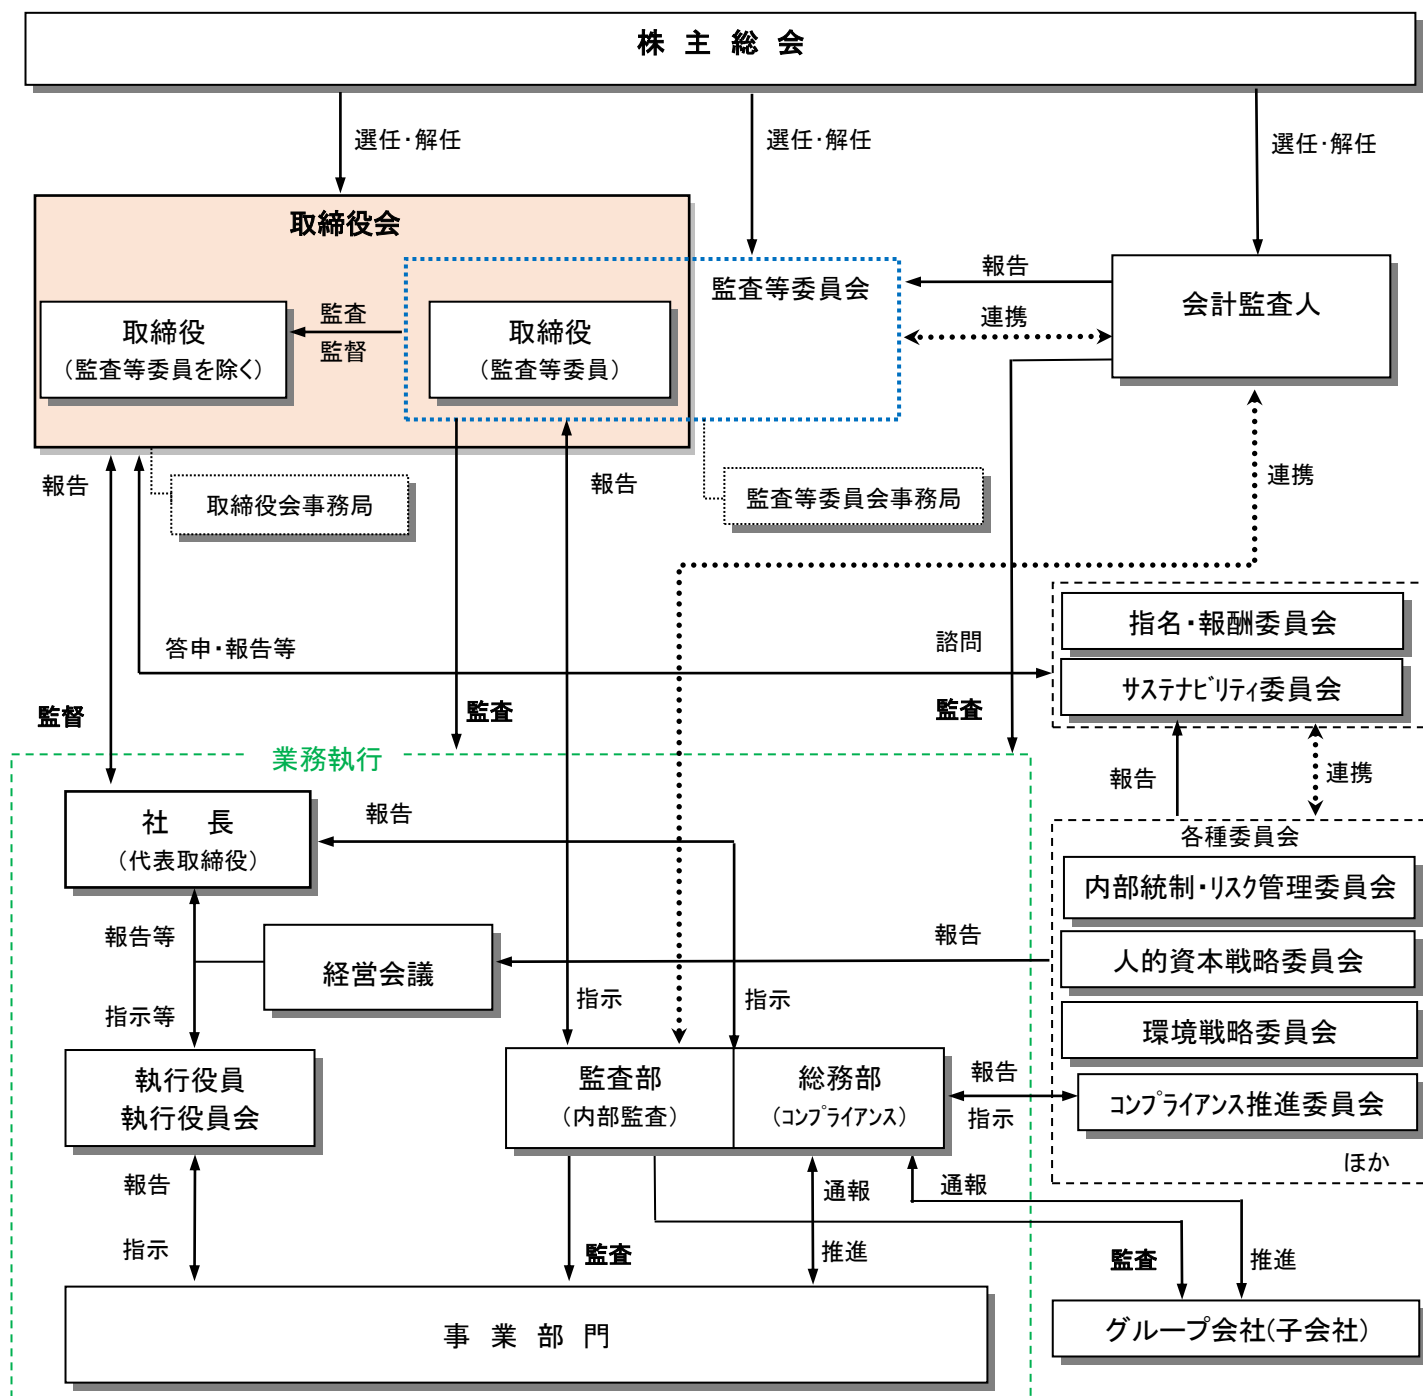 株 主 総 会
選任・解任
選任・解任
選任・解任
取締役会
監査等委員会
報告
会計監査人
取締役
(監査等委員を除く)
監査
監督
取締役
(監査等委員)
連携
報告
取締役会事務局
報告
監査等委員会事務局
連携
指名・報酬委員会
答申・報告等
諮問
サステナビリティ委員会
監督
監査
監査
業務執行
報告
連携
社 長
(代表取締役)
報告
各種委員会
内部統制・リスク管理委員会
報告等
経営会議
報告
人的資本戦略委員会
指示等
指示
指示
環境戦略委員会
執行役員
執行役員会
監査部
(内部監査)
総務部
(コンプライアンス)
報告
指示
コンプライアンス推進委員会
ほか
報告
通報
通報
指示
監査
推進
監査
推進
事 業 部 門
グループ会社(子会社)